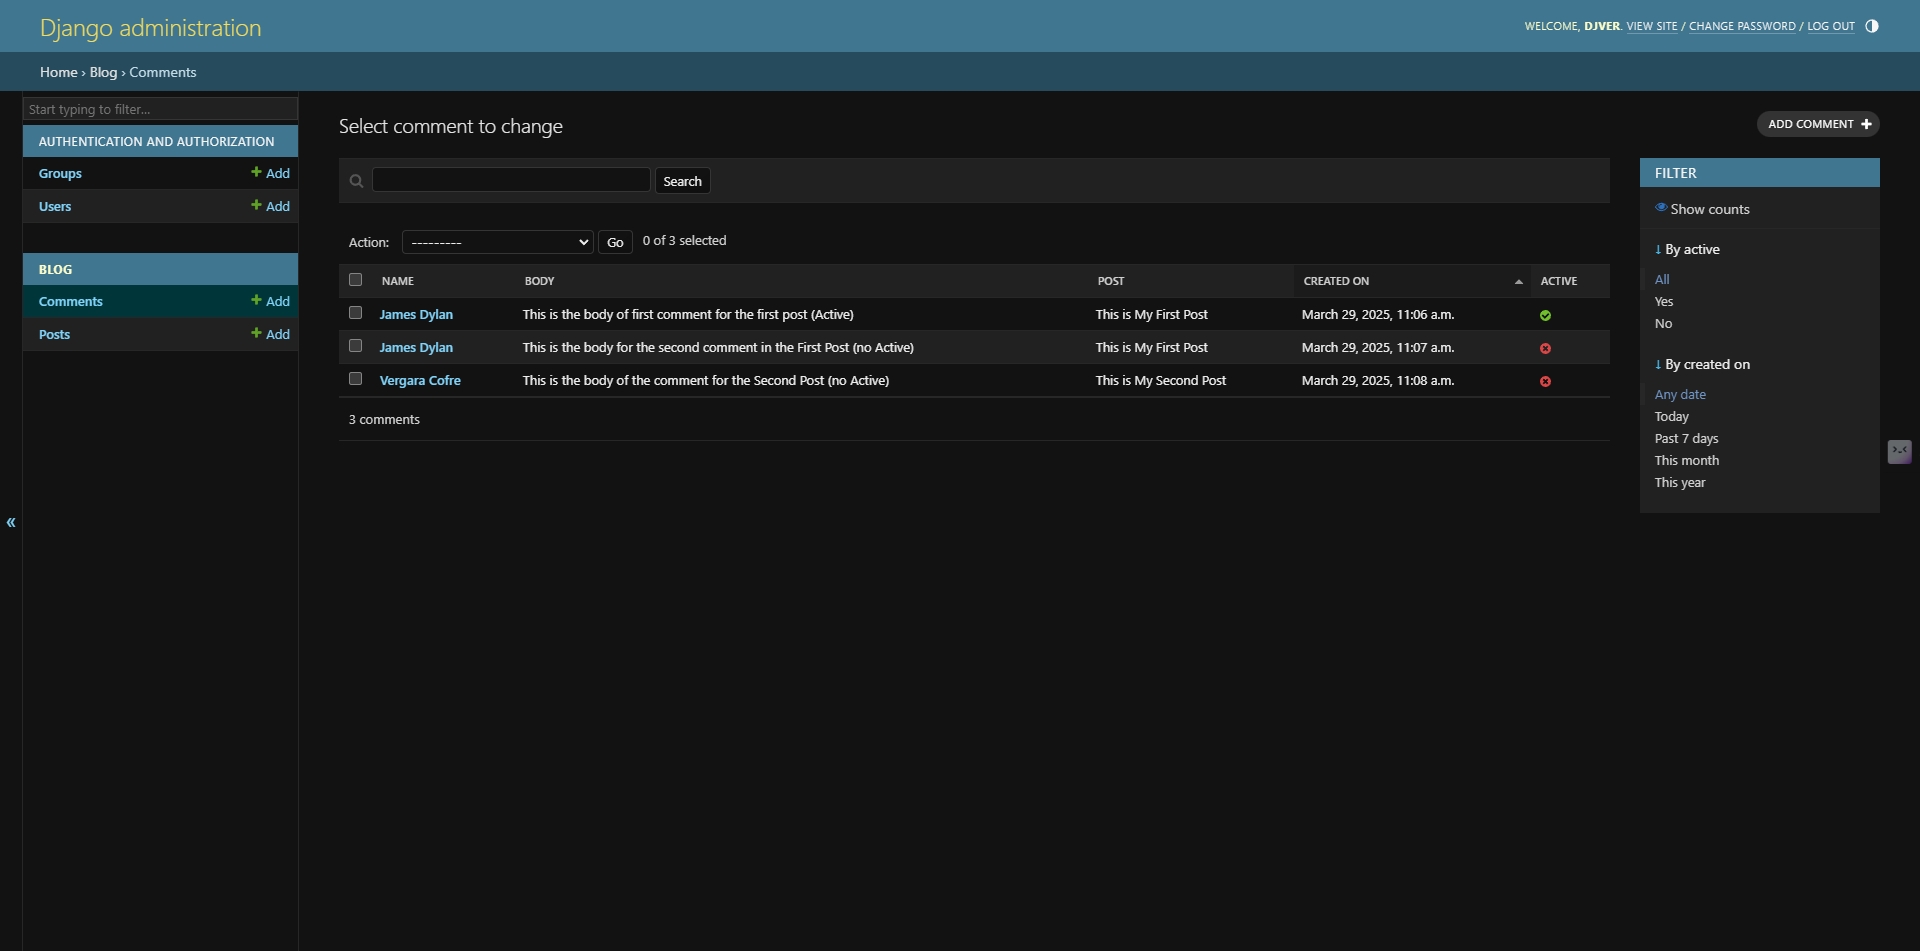 Django administration
WELCOME, DJVER. VIEW SITE / CHANGE PASSWORD / LOG OUT
Home › Blog › Comments
Start typing to filter...
AUTHENTICATION AND AUTHORIZATION
Groups + Add
Users + Add
BLOG
Comments + Add
Posts + Add
«
Select comment to change
ADD COMMENT +
Search
Action: --------- Go 0 of 3 selected
NAME BODY POST CREATED ON ACTIVE
James Dylan This is the body of first comment for the first post (Active) This is My First Post March 29, 2025, 11:06 a.m.
James Dylan This is the body for the second comment in the First Post (no Active) This is My First Post March 29, 2025, 11:07 a.m.
Vergara Cofre This is the body of the comment for the Second Post (no Active) This is My Second Post March 29, 2025, 11:08 a.m.
3 comments
FILTER
Show counts
↓ By active
All
Yes
No
↓ By created on
Any date
Today
Past 7 days
This month
This year